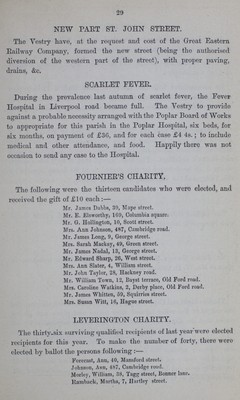 29
NEW PART ST. JOHN STREET.
The Vestry have, at the request and cost of the Great Eastern
Railway Company, formed the new street (being the authorised
diversion of the western part of the street), with proper paving,
drains, &c.
SCARLET FEVER.
During the prevalence last autumn of scarlet fever, the Fever
Hospital in Liverpool road became full. The Vestry to provide
against a probable necessity arranged with the Poplar Board of Works
to appropriate for this parish in the Poplar Hospital, six beds, for
six months, on payment of £50, and for each case £4 4s.; to include
medical and other attendance, and food. Happily there was not
occasion to send any case to the Hospital.
FOURNIER'S CHARITY,
The following were the thirteen candidates who were elected, and
received the gift of £10 each:—
Mr. James Dobbs, 39, Mope street.
Mr. E. Elsworthy, 169, Columbia square.
Mr. G. Hollington, 10, Scott street.
Mrs. Ann Johnson, 487, Cambridge road.
Mr. James Long, 9, George street.
Mrs. Sarah Mackay, 49, Green street.
Mr. James Nadal, 13, George street.
Mr. Edward Sharp, 26, West street.
Mrs. Ann Slater, 4, William street.
Mr. John Taylor, 28, Hackney road.
Mr. William Town, 12, Bayst terrace, Old Ford road.
Mrs. Caroline Watkins, 2, Derby place, Old Ford road.
Mr. James Whitten, 39, Squirries street.
Mrs. Susan Witt, 16, Hague street.
LEVERINGTON CHARITY.
The thirty-six surviving qualified recipients of last year were elected
recipients for this year. To make the number of forty, there were
elected by ballot the persons following:—
Forecast, Ann, 46, Mansford street.
Johnson, Ann, 487, Cambridge road.
Morley, William, 38, Tagg street, Bonner lane.
Rumback, Martha, 7, Hartley street.